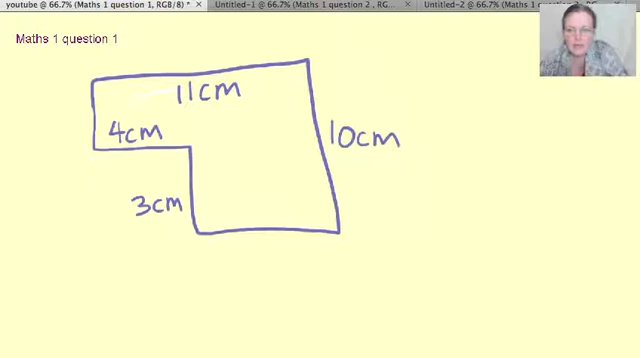 youtube @ 66.7% (Maths 1 question 1, RGB/8) *
Untitled-1 @ 66.7% (Maths 1 question 2 , RG...
Untitled-2 @ 66.7% (Maths 1 question 3, R...
Maths 1 question 1
11cm
4cm
10cm
3cm